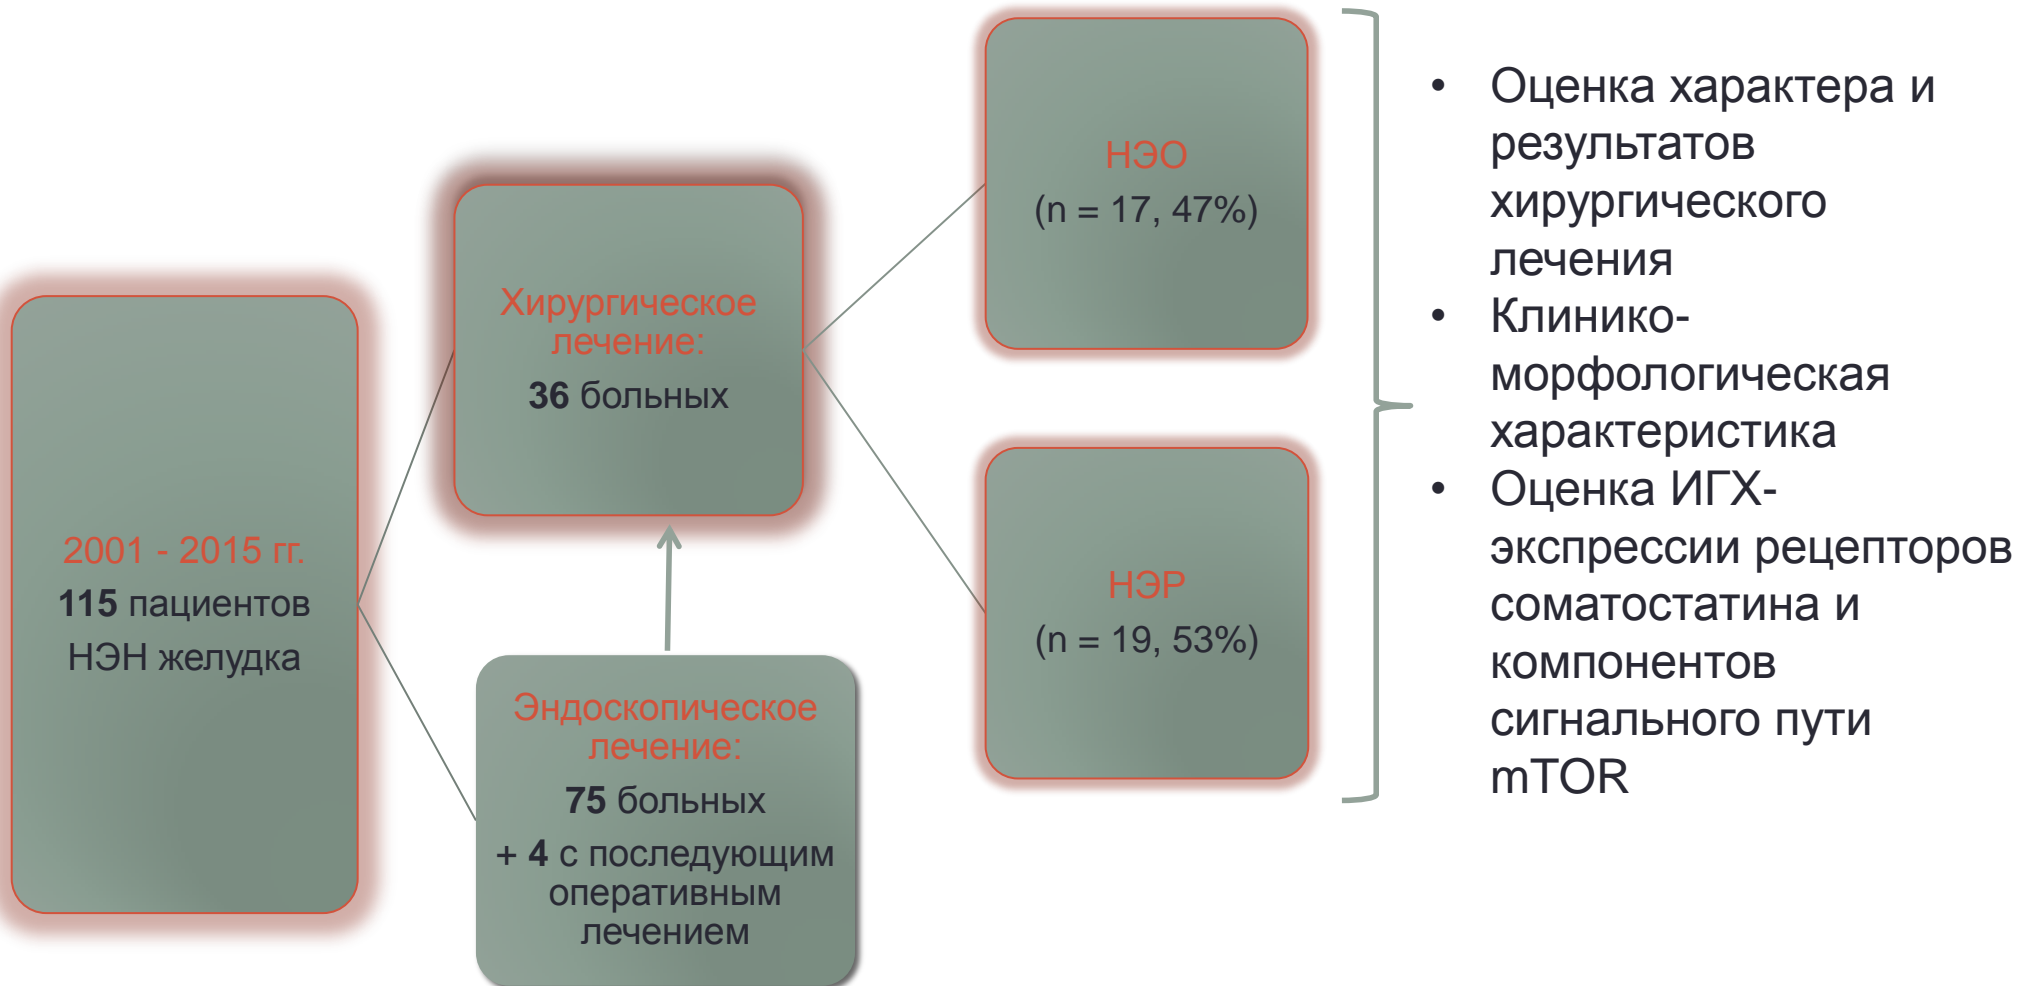 2001 - 2015 гг.
115 пациентов
НЭН желудка
Хирургическое
лечение:
36 больных
Эндоскопическое
лечение:
75 больных
+ 4 с последующим
оперативным
лечением
НЭО
(n = 17, 47%)
НЭР
(n = 19, 53%)
• Оценка характера и
результатов
хирургического
лечения
• Клинико-
морфологическая
характеристика
• Оценка ИГХ-
экспрессии рецепторов
соматостатина и
компонентов
сигнального пути
mTOR